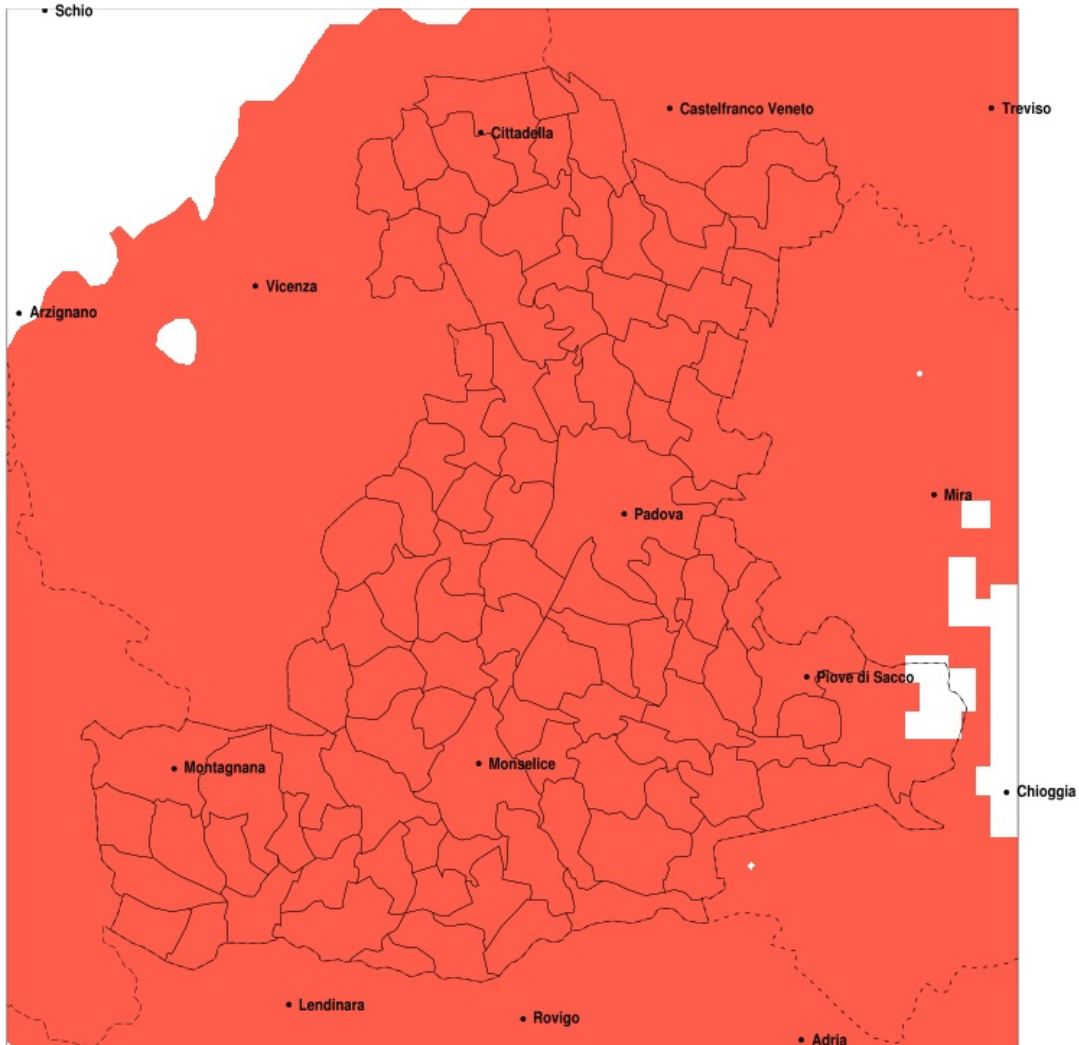 Schio
Castelfranco Veneto
Treviso
Cittadella
Vicenza
Arzignano
Mira
Padova
Piove di Sacco
Monselice
Montagnana
Chioggia
Lendinara
Rovigo
Adria